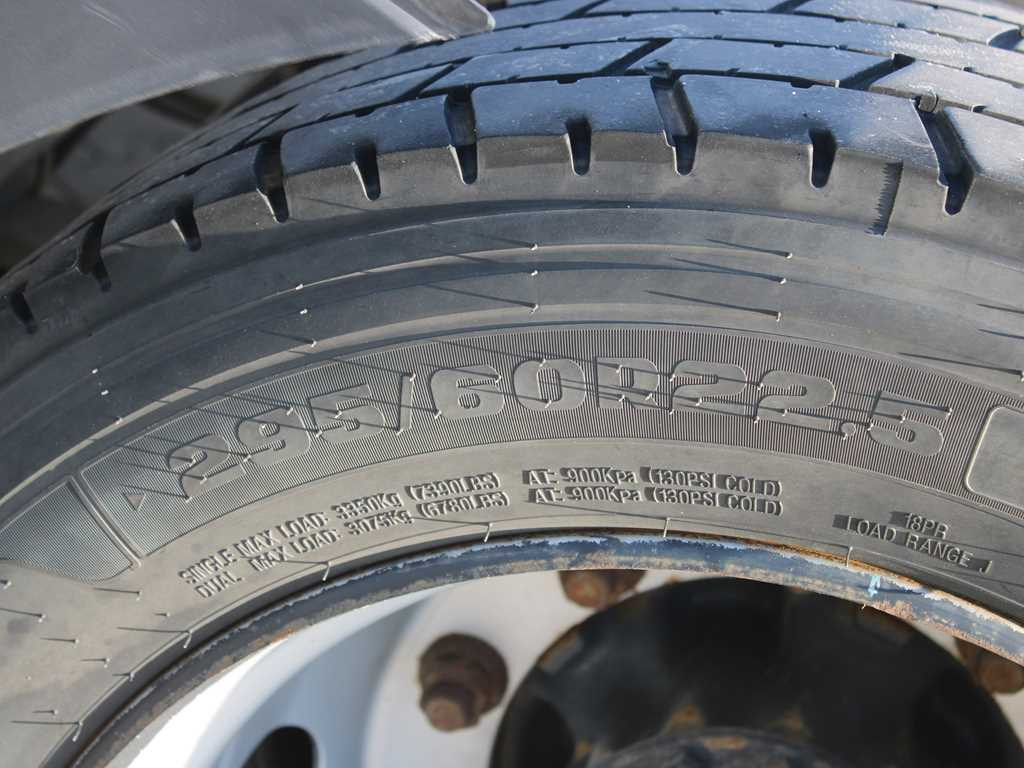 295/60R22.5
SINGLE MAX LOAD: 3350Kg (7390LBS) AT: 900Kpa (130PSI COLD)
DUAL MAX LOAD: 3075Kg (6780LBS) AT: 900Kpa (130PSI COLD)
18PR
LOAD RANGE J